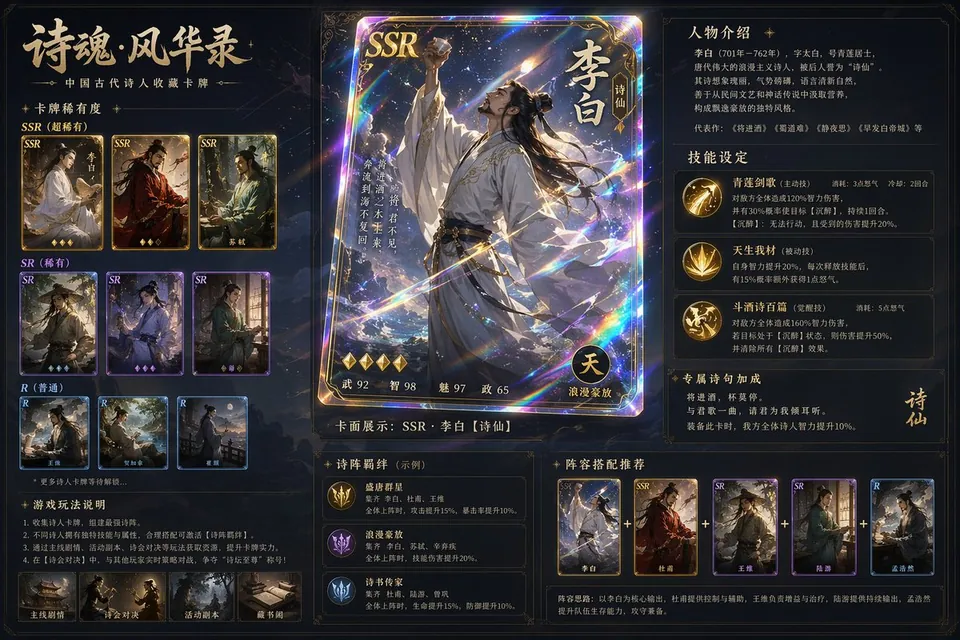 诗魂·风华录
中国古代诗人收藏卡牌
卡牌稀有度
SSR（超稀有）
SSR
李白
SSR
SSR
苏轼
SR（稀有）
SR
SR
SR
R（普通）
R
王维
R
R
* 更多诗人卡牌等待解锁...
游戏玩法说明
1. 收集诗人卡牌，组建最强诗阵。
2. 不同诗人拥有独特技能与属性，合理搭配可激活【诗阵羁绊】。
3. 通过主线剧情、活动副本、诗会对决等玩法获取资源，提升卡牌实力。
4. 在【诗会对决】中，与其他玩家实时策略对战，争夺“诗坛至尊”称号！
主线剧情
诗会对决
活动副本
藏书阁
SSR
李白
诗仙
君不见
奔流到海不复回
天
武 92
智 98
魅 97
政 65
浪漫豪放
卡面展示：SSR · 李白【诗仙】
诗阵羁绊（示例）
盛唐群星
集齐 李白、杜甫、王维
全体上阵时，攻击提升15%，暴击率提升10%。
浪漫豪放
集齐 李白、苏轼、辛弃疾
全体上阵时，技能伤害提升20%。
诗书传家
集齐 杜甫、陆游、曾巩
全体上阵时，生命提升15%，防御提升10%。
人物介绍
李白（701年－762年），字太白，号青莲居士，
唐代伟大的浪漫主义诗人，被后人誉为“诗仙”。
其诗想象瑰丽，气势磅礴，语言清新自然，
善于从民间文艺和神话传说中汲取营养，
构成飘逸豪放的独特风格。
代表作：《将进酒》《蜀道难》《静夜思》《早发白帝城》等
技能设定
青莲剑歌（主动技）
消耗：3点怒气
冷却：2回合
对敌方全体造成120%智力伤害，
并有30%概率使目标【沉醉】，持续1回合。
【沉醉】：无法行动，且受到的伤害提升20%。
天生我材（被动技）
自身智力提升20%，每次释放技能后，
有15%概率额外获得1点怒气。
斗酒诗百篇（觉醒技）
消耗：5点怒气
对敌方全体造成160%智力伤害，
若目标处于【沉醉】状态，则伤害提升50%，
并清除所有【沉醉】效果。
专属诗句加成
将进酒，杯莫停。
与君歌一曲，请君为我倾耳听。
装备此卡时，我方全体诗人智力提升10%。
诗仙
阵容搭配推荐
李白
+
SSR
杜甫
+
SR
王维
+
SR
陆游
+
R
孟浩然
阵容思路：以李白为核心输出，杜甫提供控制与辅助，王维负责增益与治疗，陆游提供持续输出，孟浩然
提升队伍生存能力，攻守兼备。